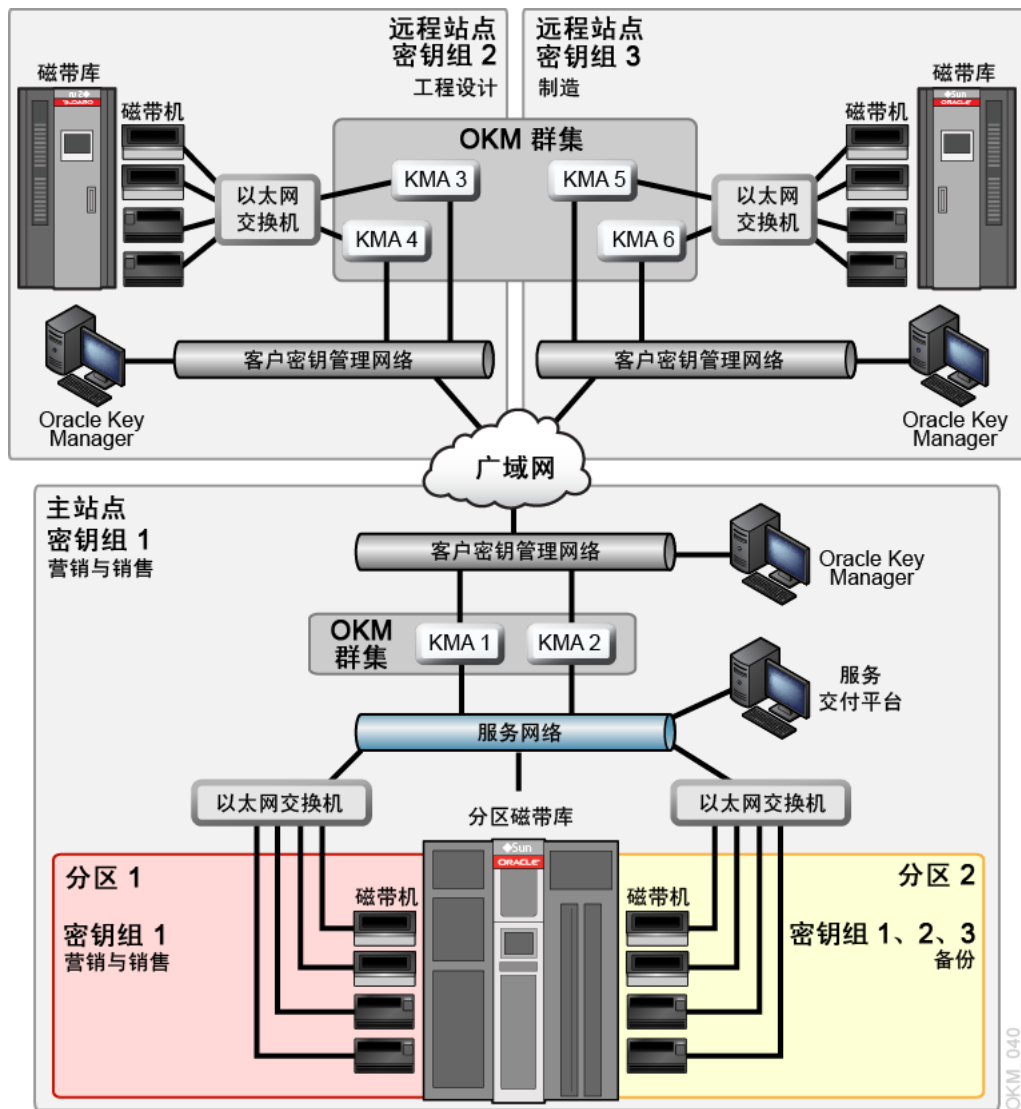 远程站点
密钥组 2
工程设计
远程站点
密钥组 3
制造
磁带库
磁带机
OKM 群集
磁带库
磁带机
Sun
ORACLE
KMA 3
KMA 4
KMA 5
KMA 6
以太网
交换机
以太网
交换机
客户密钥管理网络
客户密钥管理网络
Oracle Key
Manager
Oracle Key
Manager
广域网
主站点
密钥组 1
营销与销售
客户密钥管理网络
Oracle Key
Manager
OKM
群集
KMA 1
KMA 2
服务
交付平台
服务网络
以太网交换机
以太网交换机
分区磁带库
Sun
ORACLE
分区 1
密钥组 1
营销与销售
磁带机
磁带机
分区 2
密钥组 1、2、3
备份
OKM 040